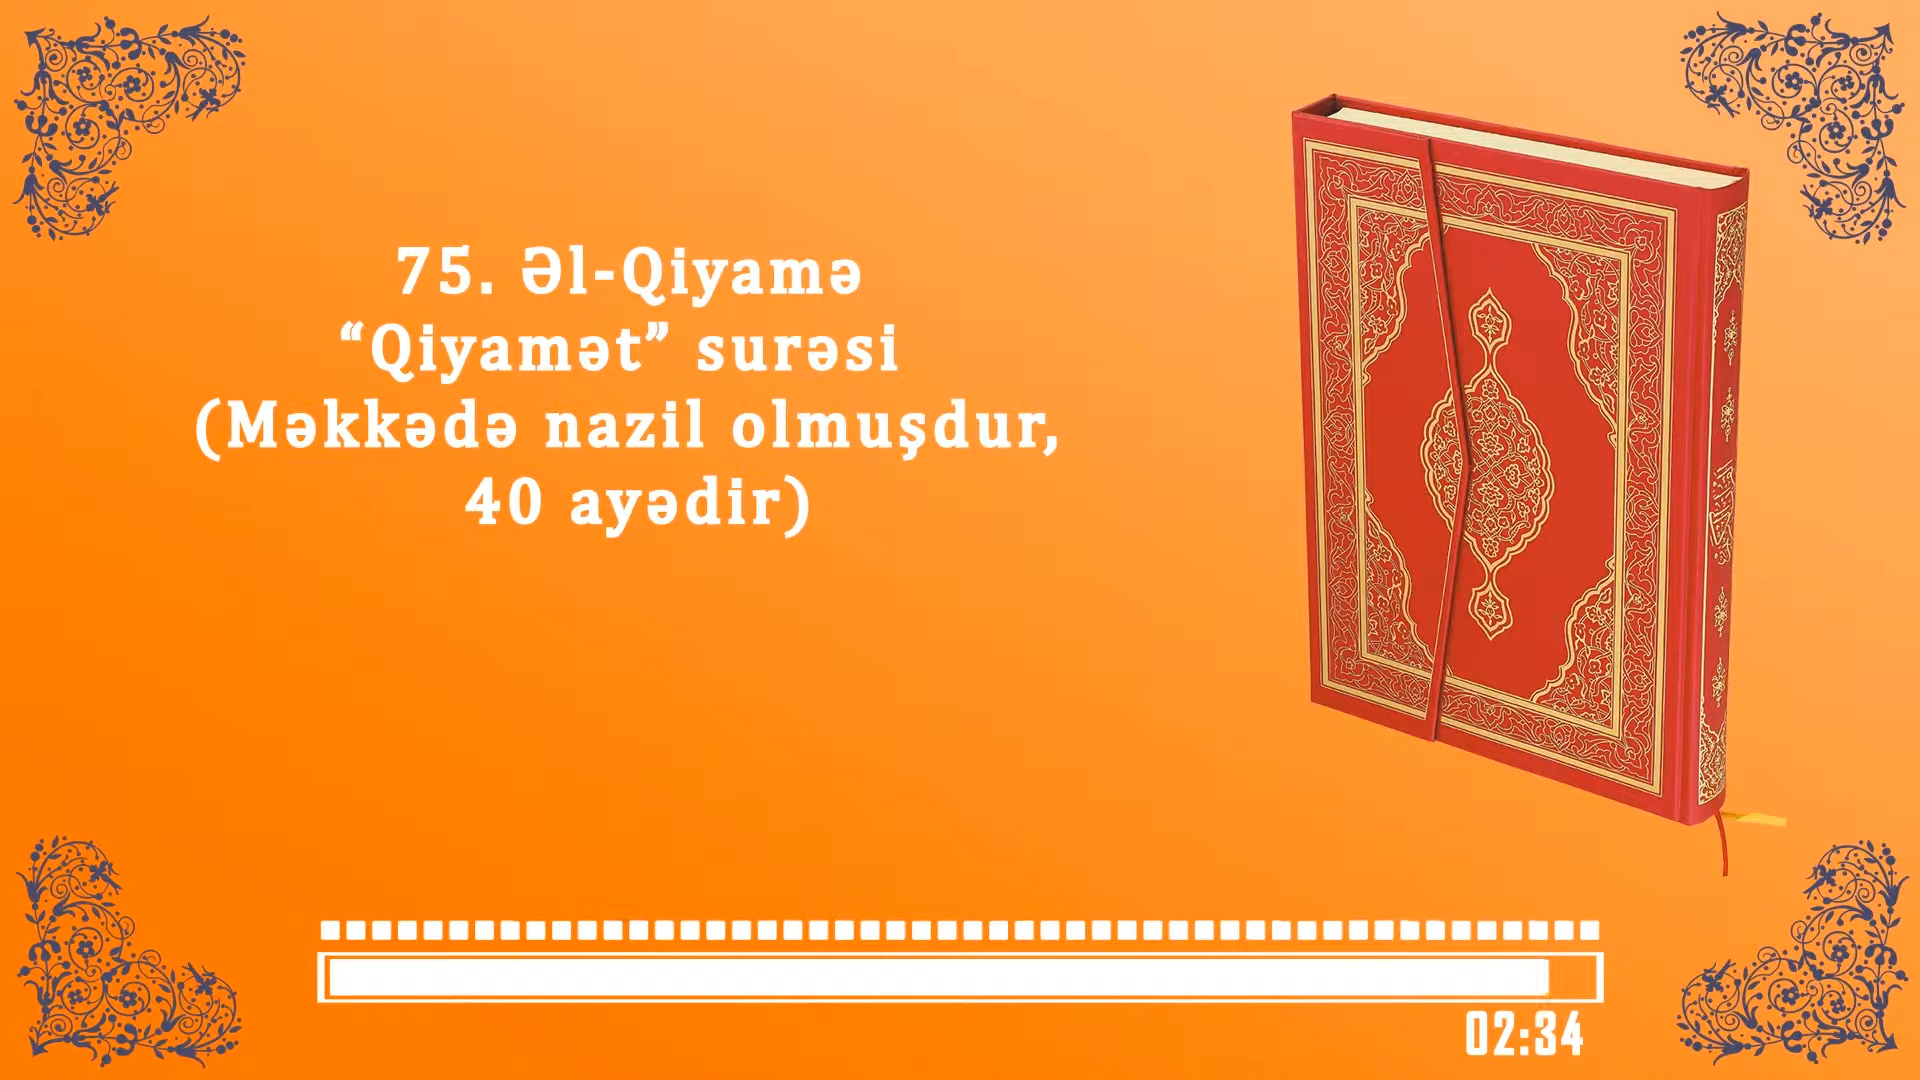 75. Əl-Qiyamə
“Qiyamət” surəsi
(Məkkədə nazil olmuşdur,
40 ayədir)
02:34